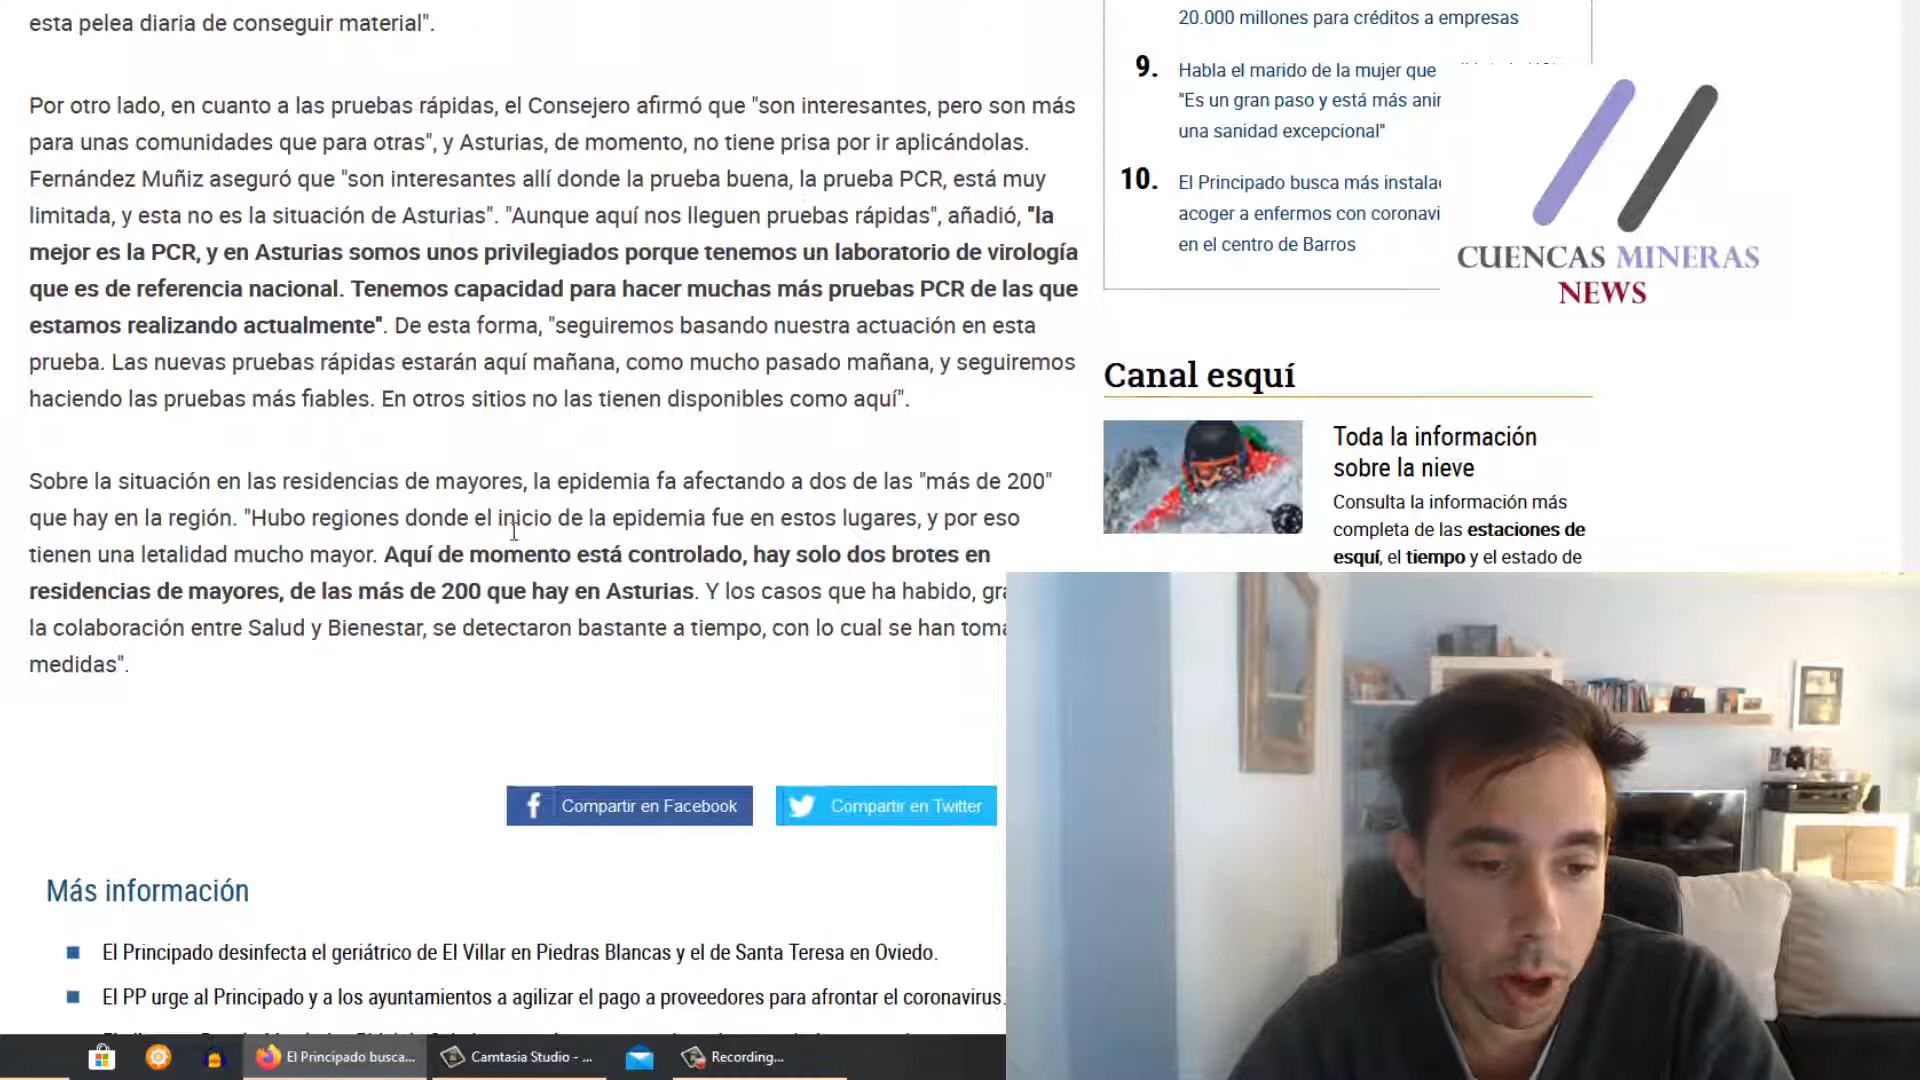 esta pelea diaria de conseguir material".
Por otro lado, en cuanto a las pruebas rápidas, el Consejero afirmó que "son interesantes, pero son más
para unas comunidades que para otras", y Asturias, de momento, no tiene prisa por ir aplicándolas.
Fernández Muñiz aseguró que "son interesantes allí donde la prueba buena, la prueba PCR, está muy
limitada, y esta no es la situación de Asturias". "Aunque aquí nos lleguen pruebas rápidas", añadió, "la
mejor es la PCR, y en Asturias somos unos privilegiados porque tenemos un laboratorio de virología
que es de referencia nacional. Tenemos capacidad para hacer muchas más pruebas PCR de las que
estamos realizando actualmente". De esta forma, "seguiremos basando nuestra actuación en esta
prueba. Las nuevas pruebas rápidas estarán aquí mañana, como mucho pasado mañana, y seguiremos
haciendo las pruebas más fiables. En otros sitios no las tienen disponibles como aquí".
Sobre la situación en las residencias de mayores, la epidemia fa afectando a dos de las "más de 200"
que hay en la región. "Hubo regiones donde el inicio de la epidemia fue en estos lugares, y por eso
tienen una letalidad mucho mayor. Aquí de momento está controlado, hay solo dos brotes en
residencias de mayores, de las más de 200 que hay en Asturias. Y los casos que ha habido,
la colaboración entre Salud y Bienestar, se detectaron bastante a tiempo, con lo cual se han
medidas".
Compartir en Facebook
Compartir en Twitter
Más información
El Principado desinfecta el geriátrico de El Villar en Piedras Blancas y el de Santa Teresa en Oviedo.
El PP urge al Principado y a los ayuntamientos a agilizar el pago a proveedores para afrontar el coronavirus.
20.000 millones para créditos a empresas
9. Habla el marido de la mujer que
"Es un gran paso y está más
una sanidad excepcional"
10. El Principado busca más
acoger a enfermos con
en el centro de Barros
CUENCAS MINERAS
NEWS
Canal esquí
Toda la información
sobre la nieve
Consulta la información más
completa de las estaciones de
esquí, el tiempo y el estado de
El Principado busca...
Camtasia Studio - ...
Recording...